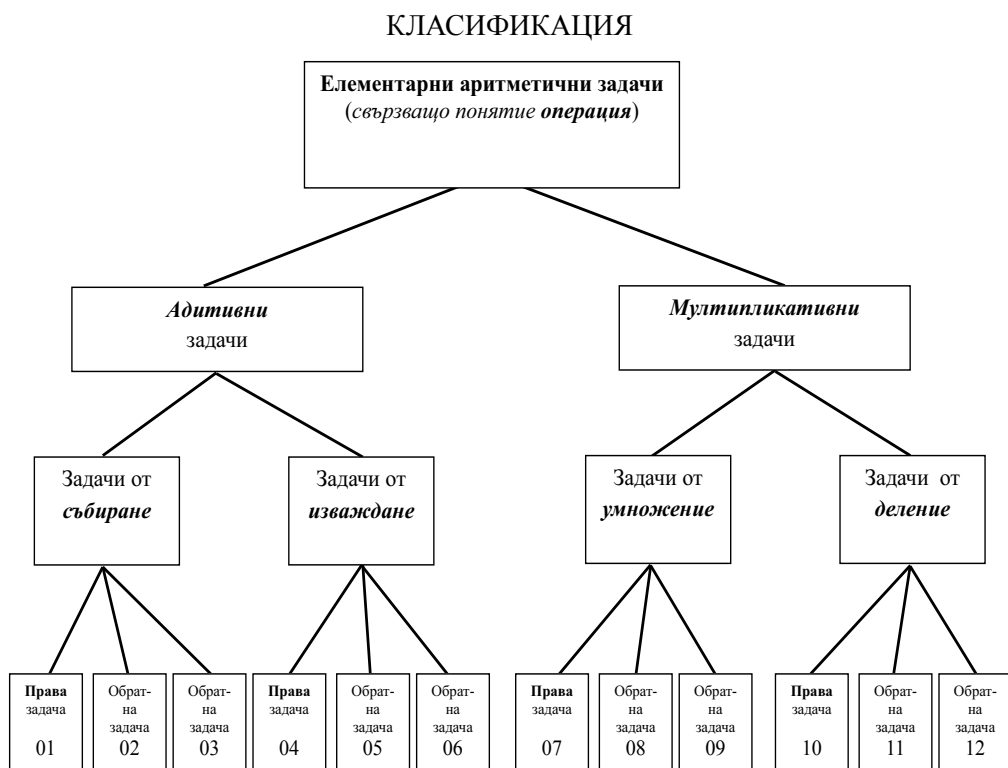 КЛАСИФИКАЦИЯ
Елементарни аритметични задачи
(свързващо понятие операция)
Адитивни
задачи
Мултипликативни
задачи
Задачи от
събиране
Задачи от
изваждане
Задачи от
умножение
Задачи от
деление
Права
задача
01
Обрат-
на
задача
02
Обрат-
на
задача
03
Права
задача
04
Обрат-
на
задача
05
Обрат-
на
задача
06
Права
задача
07
Обрат-
на
задача
08
Обрат-
на
задача
09
Права
задача
10
Обрат-
на
задача
11
Обрат-
на
задача
12